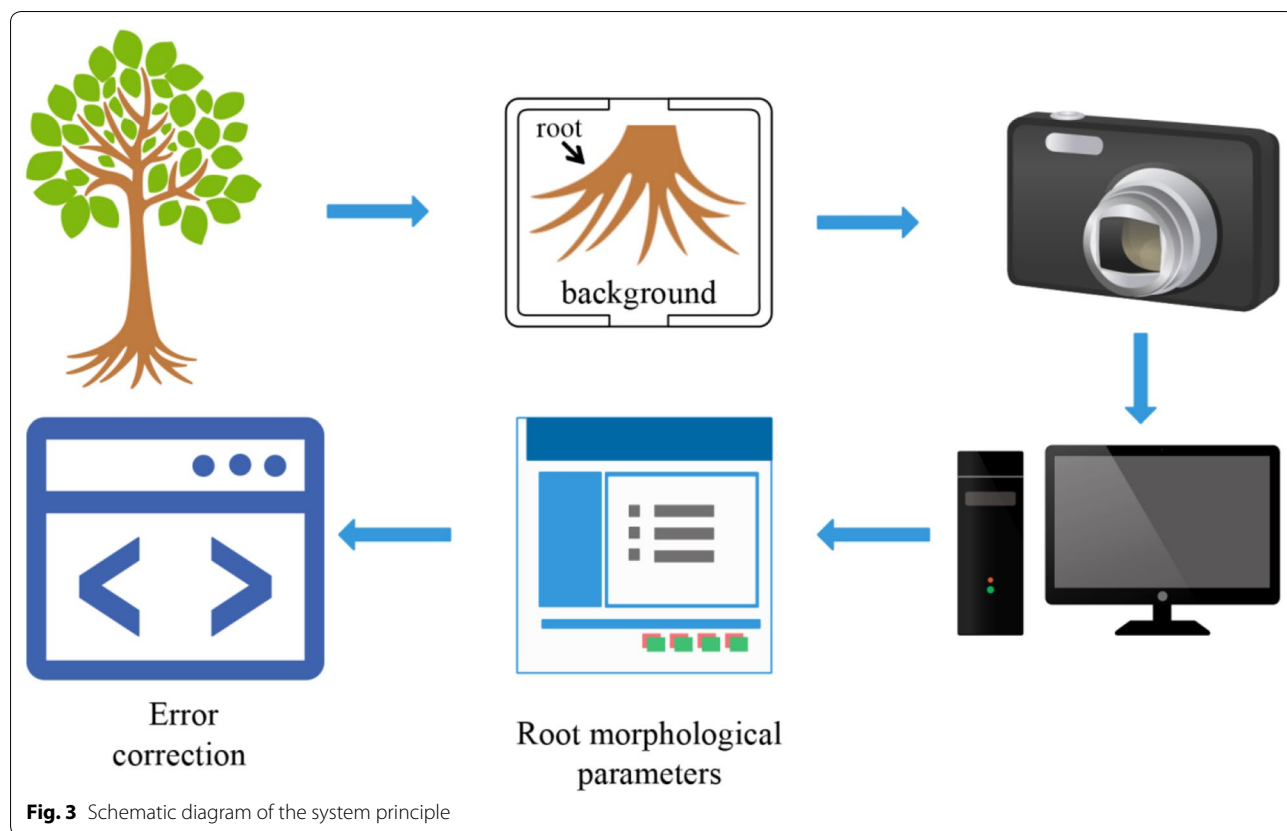 root
background
Error
correction
Root morphological
parameters
Fig. 3 Schematic diagram of the system principle